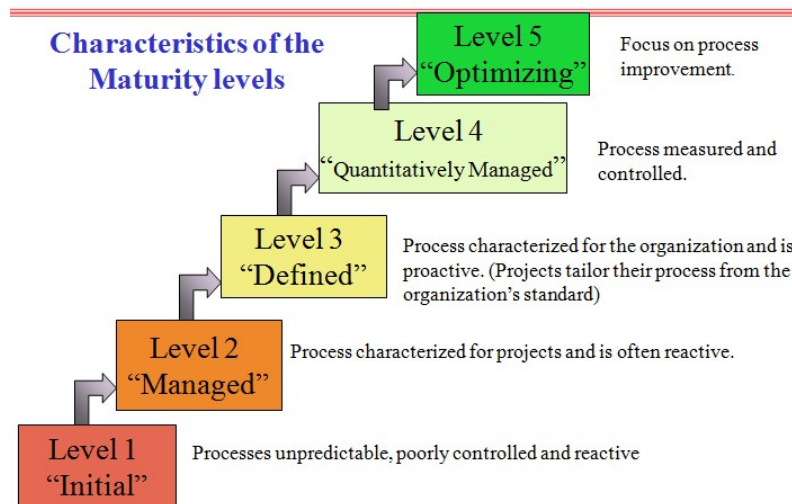 Characteristics of the
Maturity levels
Level 5
“Optimizing”
Focus on process
improvement.
Level 4
“Quantitatively Managed”
Process measured and
controlled.
Level 3
“Defined”
Process characterized for the organization and is
proactive. (Projects tailor their process from the
organization’s standard)
Level 2
“Managed”
Process characterized for projects and is often reactive.
Level 1
“Initial”
Processes unpredictable, poorly controlled and reactive